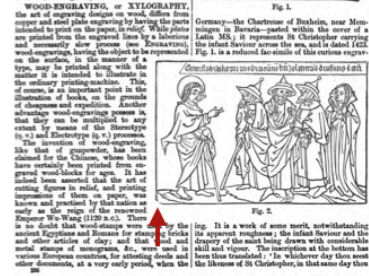 WOOD-ENGRAVING, or XYLOGRAPHY,
the art of engraving designs on wood, differs from
copper and steel plate engraving by having the parts
intended to print on the paper, in relief. While plates
are printed from the engraved lines by a laborious
and necessarily slow process (see ENGRAVING),
wood-engravings, having the object to be represented
on the surface, in the manner of a
type, may be printed along with the
matter it is intended to illustrate in
the ordinary printing-machine. This,
of course, is an important point in the
illustration of books, on the grounds
of cheapness and expedition. Another
advantage wood-engravings possess is,
that they can be multiplied to any
extent by means of the Stereotype
(q. v.) and Electrotype (q. v.) processes.
The invention of wood-engraving,
like that of gunpowder, has been
claimed for the Chinese, whose books
have certainly been printed from en-
graved wood-blocks for ages. It has
indeed been asserted that the art of
cutting figures in relief, and printing
impressions of them on paper, was
known and practised by that nation as
early as the reign of the renowned
Emperor Wu-Wang (1120 B.C.). There
is no doubt that wood-stamps were by the
ancient Egyptians and Romans for stamping bricks
and other articles of clay; and that wood and
metal stamps of monograms, &c., were used in
various European countries, for attesting deeds and
other documents, at a very early period, when the
236
Fig. 1.
Germany—the Chartreuse of Buxheim, near Mem-
mingen in Bavaria—pasted within the cover of a
Latin MS.; it represents St Christopher carrying
the infant Saviour across the sea, and is dated 1423.
Fig. 1. is a reduced fac-simile of this curious engrav-
Fig. 2.
ing. It is a work of some merit, notwithstanding
its apparent roughness; the infant Saviour and the
drapery of the saint being drawn with considerable
skill and vigour. The inscription at the bottom has
been thus translated: 'In whichever day thou seest
the likeness of St Christopher, in that same day thou